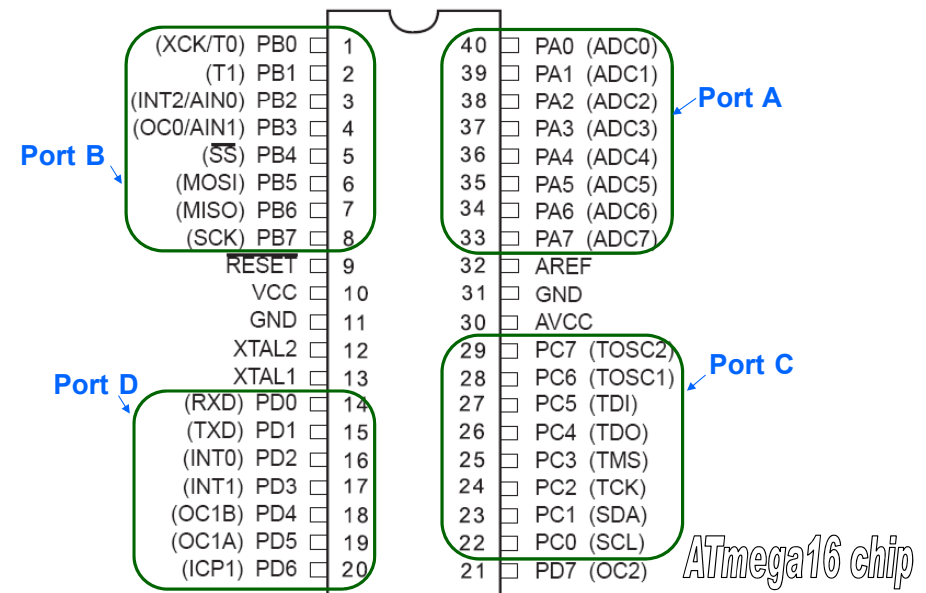 (XCK/T0) PB0 1 40 PA0 (ADC0)
(T1) PB1 2 39 PA1 (ADC1)
(INT2/AIN0) PB2 3 38 PA2 (ADC2)
Port A
(OC0/AIN1) PB3 4 37 PA3 (ADC3)
Port B
(SS) PB4 5 36 PA4 (ADC4)
(MOSI) PB5 6 35 PA5 (ADC5)
(MISO) PB6 7 34 PA6 (ADC6)
(SCK) PB7 8 33 PA7 (ADC7)
RESET 9 32 AREF
VCC 10 31 GND
GND 11 30 AVCC
XTAL2 12 29 PC7 (TOSC2)
Port C
XTAL1 13 28 PC6 (TOSC1)
Port D
(RXD) PD0 14 27 PC5 (TDI)
(TXD) PD1 15 26 PC4 (TDO)
(INT0) PD2 16 25 PC3 (TMS)
(INT1) PD3 17 24 PC2 (TCK)
(OC1B) PD4 18 23 PC1 (SDA)
(OC1A) PD5 19 22 PC0 (SCL)
(ICP1) PD6 20 21 PD7 (OC2)
ATmega16 chip